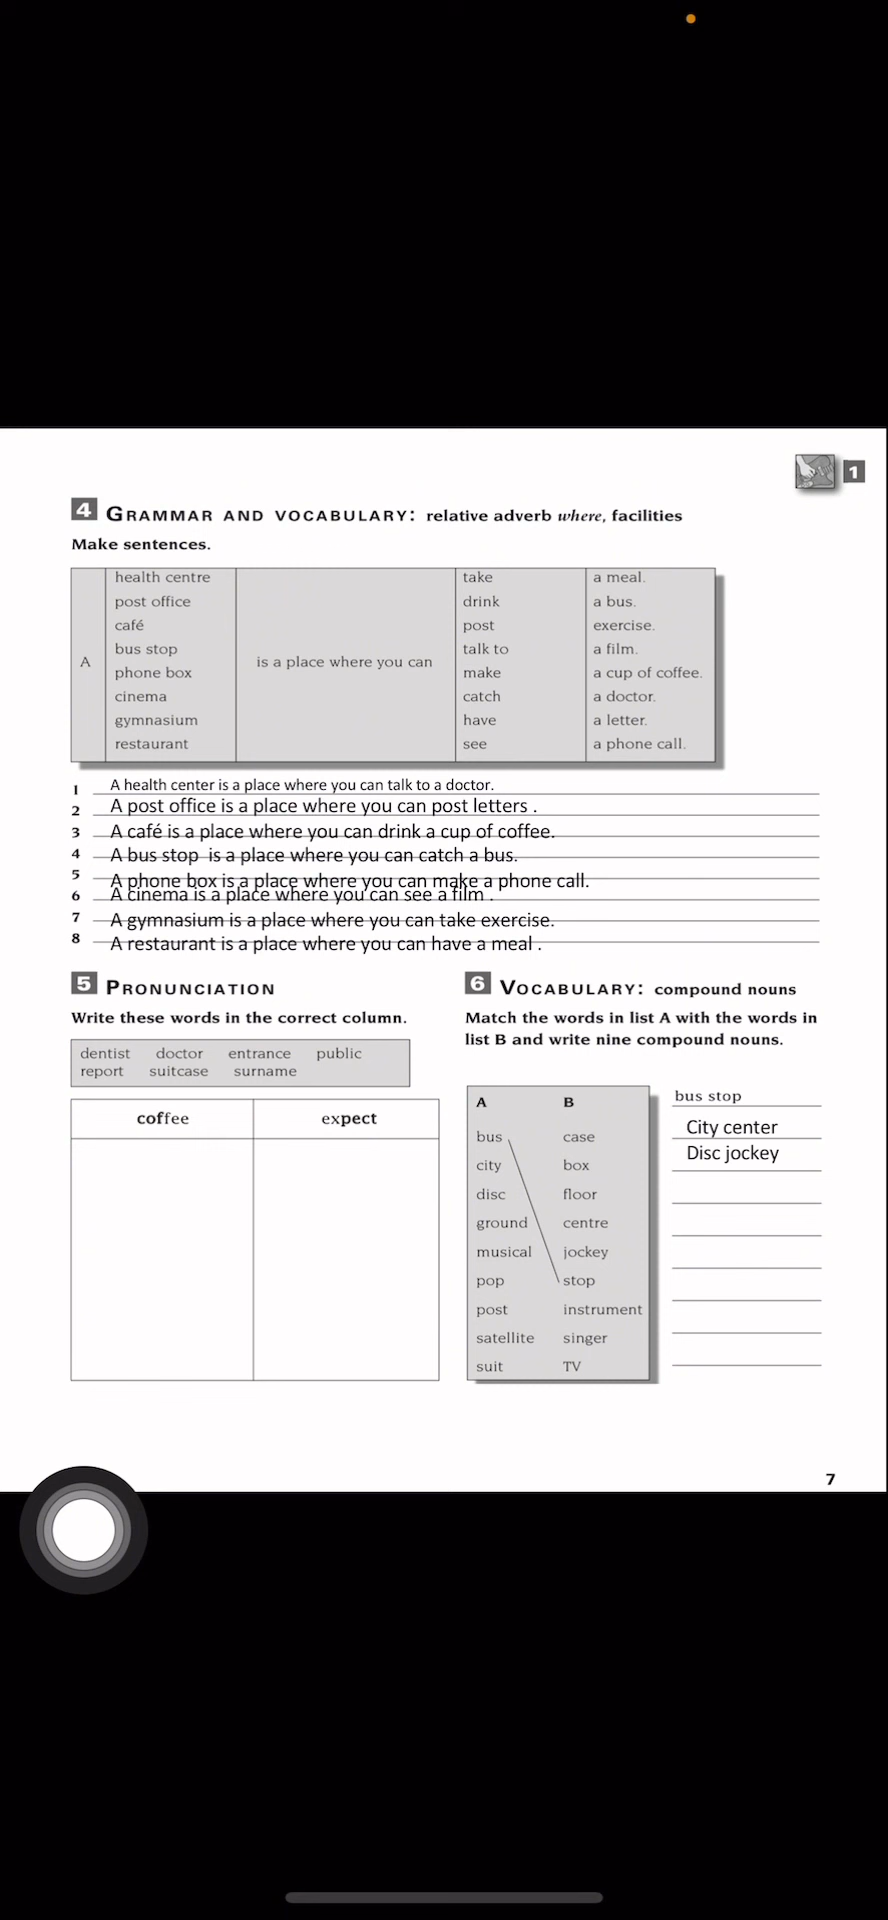 1
4 GRAMMAR AND VOCABULARY: relative adverb where, facilities
Make sentences.
A
health centre
post office
café
bus stop
phone box
cinema
gymnasium
restaurant
is a place where you can
take
drink
post
talk to
make
catch
have
see
a meal.
a bus.
exercise.
a film.
a cup of coffee.
a doctor.
a letter.
a phone call.
1 A health center is a place where you can talk to a doctor.
2 A post office is a place where you can post letters .
3 A café is a place where you can drink a cup of coffee.
4 A bus stop is a place where you can catch a bus.
5 A phone box is a place where you can make a phone call.
6 A cinema is a place where you can see a film .
7 A gymnasium is a place where you can take exercise.
8 A restaurant is a place where you can have a meal .
5 PRONUNCIATION
Write these words in the correct column.
dentist doctor entrance public
report suitcase surname
coffee expect
6 VOCABULARY: compound nouns
Match the words in list A with the words in
list B and write nine compound nouns.
A B
bus case
city box
disc floor
ground centre
musical jockey
pop stop
post instrument
satellite singer
suit TV
bus stop
City center
Disc jockey
7